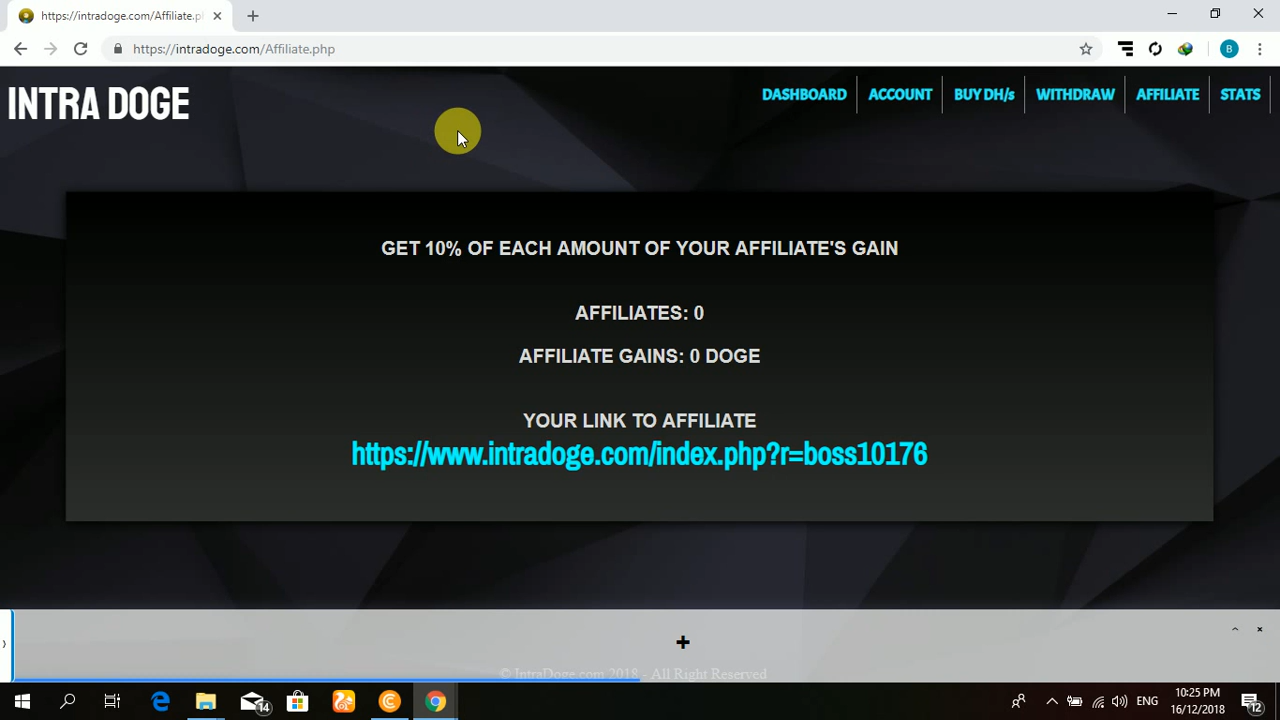 https://intradoge.com/Affiliate.p
https://intradoge.com/Affiliate.php
B
INTRA DOGE
DASHBOARD
ACCOUNT
BUY DH/s
WITHDRAW
AFFILIATE
STATS
GET 10% OF EACH AMOUNT OF YOUR AFFILIATE'S GAIN
AFFILIATES: 0
AFFILIATE GAINS: 0 DOGE
YOUR LINK TO AFFILIATE
https://www.intradoge.com/index.php?r=boss10176
© IntraDoge.com 2018 - All Right Reserved
14
ENG
10:25 PM
16/12/2018
12